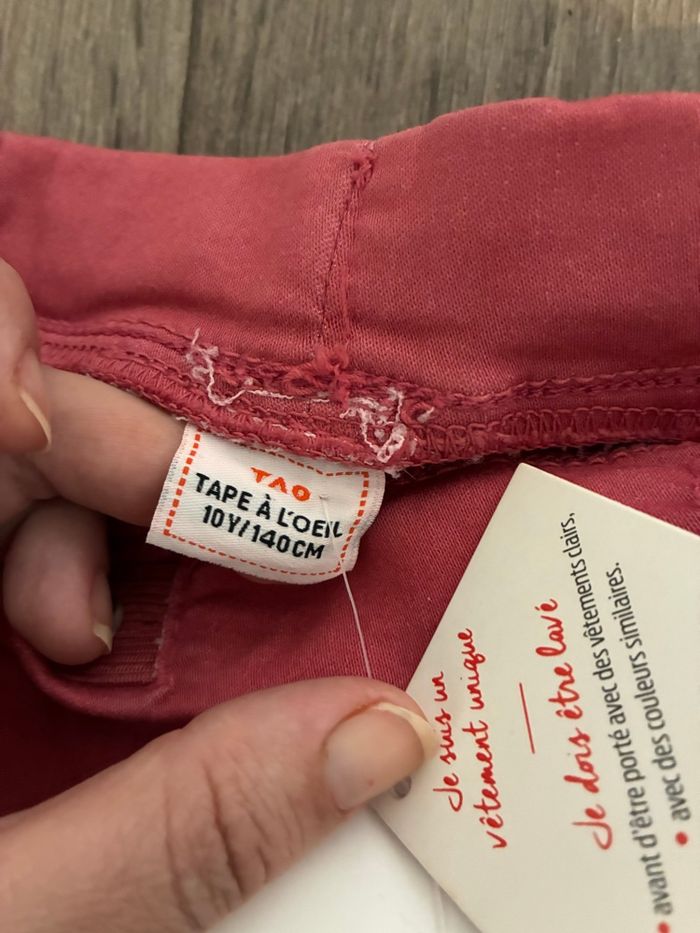 TAO
TAPE À L'OEIL
10Y/140CM
Je suis un
vêtement unique
Je dois être lavé
• avant d'être porté avec des vêtements clairs,
• avec des couleurs similaires.